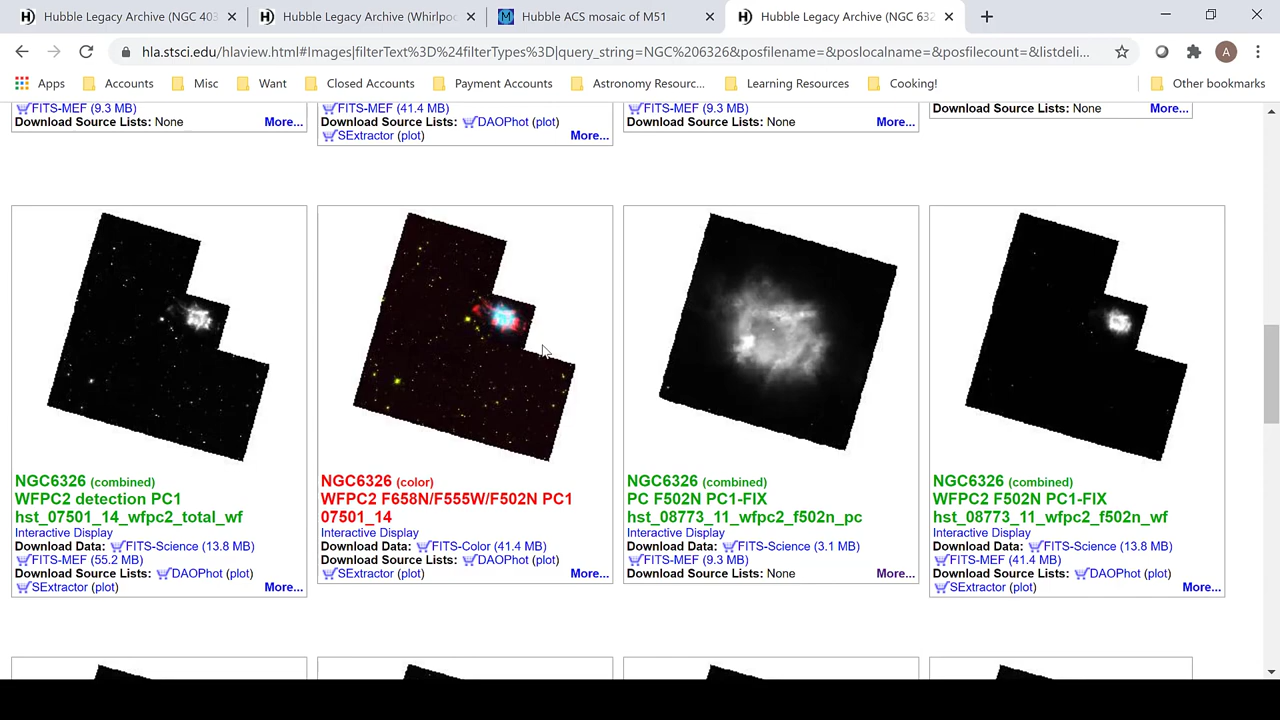 Hubble Legacy Archive (NGC 403
Hubble Legacy Archive (Whirlpoo
Hubble ACS mosaic of M51
Hubble Legacy Archive (NGC 632
hla.stsci.edu/hlaview.html#Images|filterText%3D%24filterTypes%3D|query_string=NGC%206326&posfilename=&poslocalname=&posfilecount=&listdeli...
A
Apps
Accounts
Misc
Want
Closed Accounts
Payment Accounts
Astronomy Resourc...
Learning Resources
Cooking!
Other bookmarks
FITS-MEF (9.3 MB)
Download Source Lists: None
More...
FITS-MEF (41.4 MB)
Download Source Lists: DAOPhot (plot)
SExtractor (plot)
More...
FITS-MEF (9.3 MB)
Download Source Lists: None
More...
Download Source Lists: None
More...
NGC6326 (combined)
WFPC2 detection PC1
hst_07501_14_wfpc2_total_wf
Interactive Display
Download Data: FITS-Science (13.8 MB)
FITS-MEF (55.2 MB)
Download Source Lists: DAOPhot (plot)
SExtractor (plot)
More...
NGC6326 (color)
WFPC2 F658N/F555W/F502N PC1
07501_14
Interactive Display
Download Data: FITS-Color (41.4 MB)
Download Source Lists: DAOPhot (plot)
SExtractor (plot)
More...
NGC6326 (combined)
PC F502N PC1-FIX
hst_08773_11_wfpc2_f502n_pc
Interactive Display
Download Data: FITS-Science (3.1 MB)
FITS-MEF (9.3 MB)
Download Source Lists: None
More...
NGC6326 (combined)
WFPC2 F502N PC1-FIX
hst_08773_11_wfpc2_f502n_wf
Interactive Display
Download Data: FITS-Science (13.8 MB)
FITS-MEF (41.4 MB)
Download Source Lists: DAOPhot (plot)
SExtractor (plot)
More...